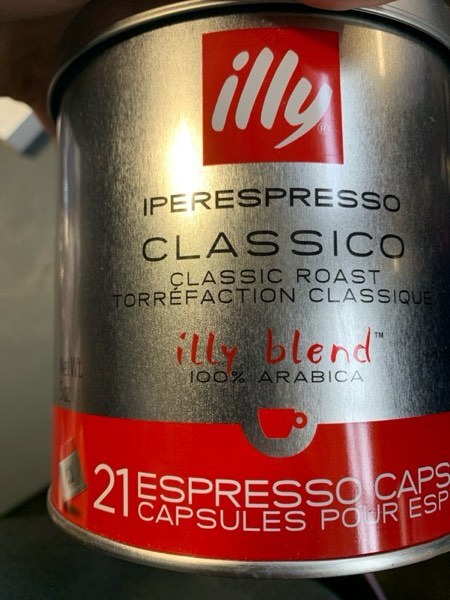 illy
IPERESPRESSO
CLASSICO
CLASSIC ROAST
TORRÉFACTION CLASSIQUE
illy blend™
100% ARABICA
21 ESPRESSO CAPS
CAPSULES POUR ESP